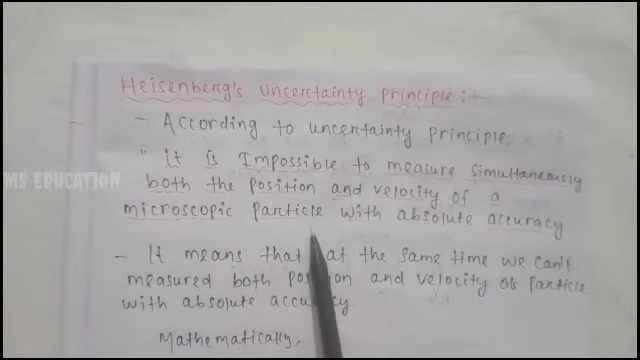 Heisenberg's uncertainty principle:-
- According to uncertainty principle,
"It is Impossible to measure simultaneously
both the position and velocity of a
microscopic particle with absolute accuracy
- It means that at the same time we can't
measured both position and velocity of particle
with absolute accuracy.
Mathematically,
MS EDUCATION